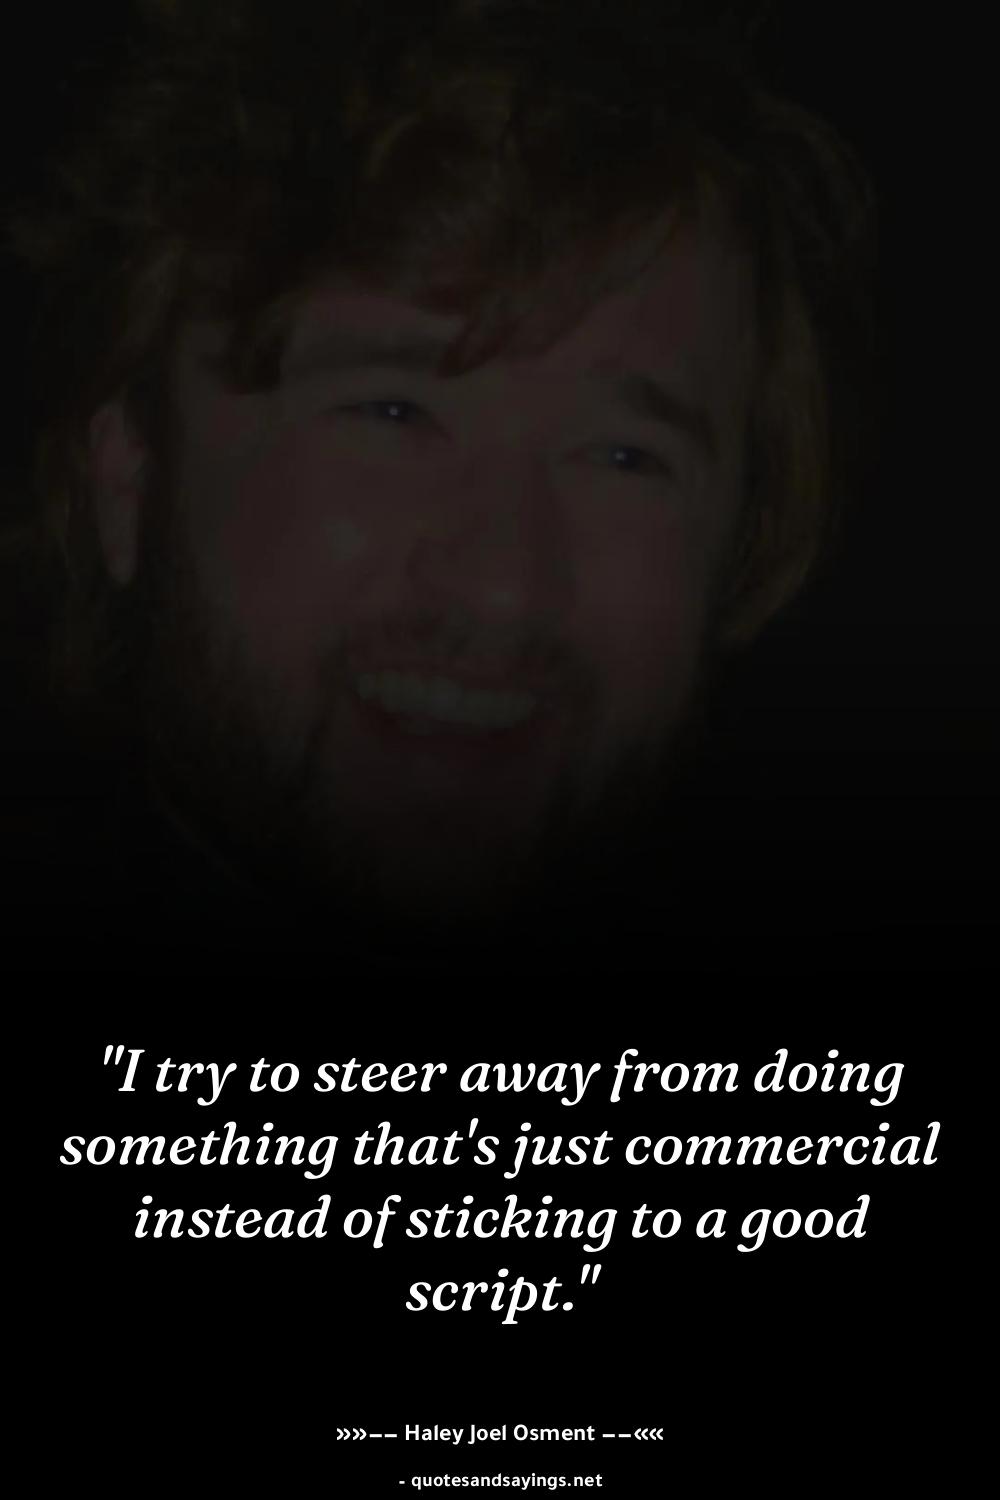 "I try to steer away from doing
something that's just commercial
instead of sticking to a good
script."
»»–– Haley Joel Osment ––««
- quotesandsayings.net